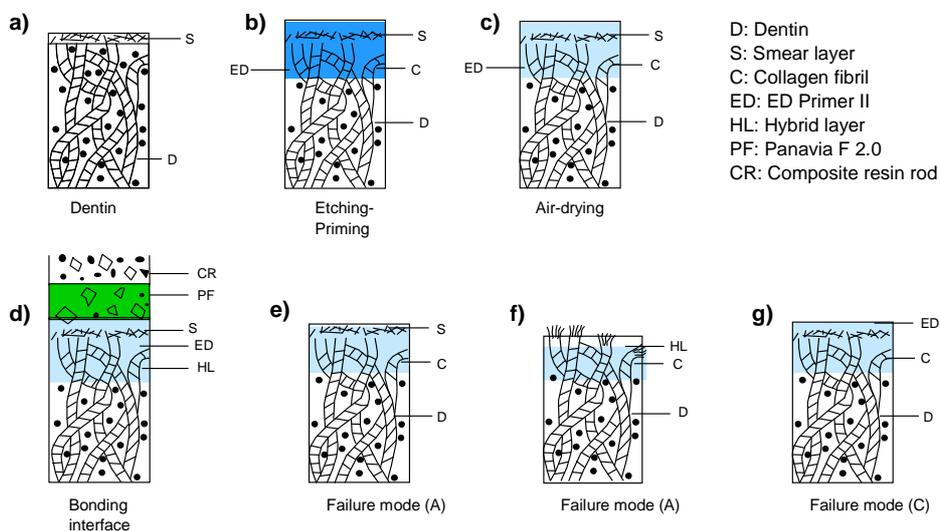 a)
S
D
Dentin
b)
S
ED
C
D
Etching-
Priming
c)
S
ED
C
D
Air-drying
D: Dentin
S: Smear layer
C: Collagen fibril
ED: ED Primer II
HL: Hybrid layer
PF: Panavia F 2.0
CR: Composite resin rod
d)
CR
PF
S
ED
HL
Bonding
interface
e)
S
C
D
Failure mode (A)
f)
HL
C
D
Failure mode (A)
g)
ED
C
D
Failure mode (C)